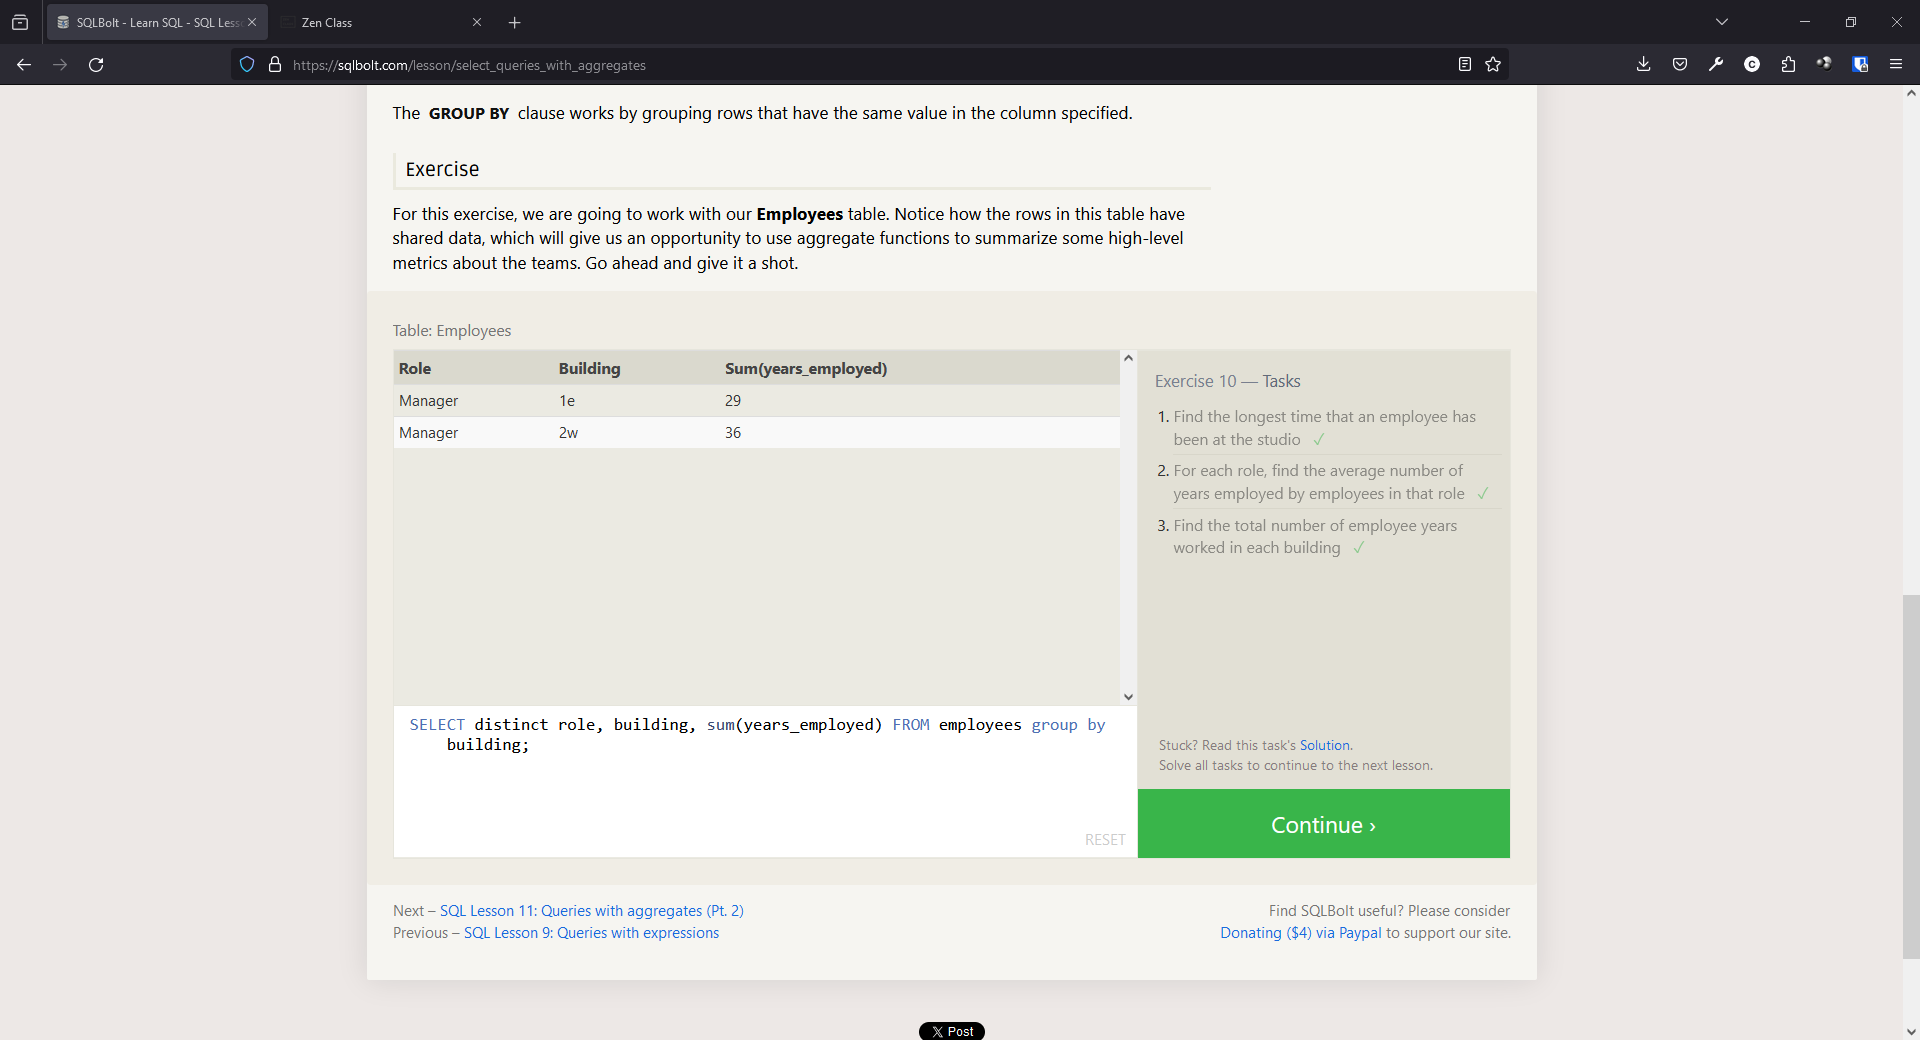 SQLBolt - Learn SQL - SQL Less
Zen Class
https://sqlbolt.com/lesson/select_queries_with_aggregates
The GROUP BY clause works by grouping rows that have the same value in the column specified.
Exercise
For this exercise, we are going to work with our Employees table. Notice how the rows in this table have
shared data, which will give us an opportunity to use aggregate functions to summarize some high-level
metrics about the teams. Go ahead and give it a shot.
Table: Employees
Role Building Sum(years_employed)
Manager 1e 29
Manager 2w 36
SELECT distinct role, building, sum(years_employed) FROM employees group by
building;
RESET
Exercise 10 — Tasks
1. Find the longest time that an employee has
been at the studio ✓
2. For each role, find the average number of
years employed by employees in that role ✓
3. Find the total number of employee years
worked in each building ✓
Stuck? Read this task's Solution.
Solve all tasks to continue to the next lesson.
Continue ›
Next – SQL Lesson 11: Queries with aggregates (Pt. 2)
Previous – SQL Lesson 9: Queries with expressions
Find SQLBolt useful? Please consider
Donating ($4) via Paypal to support our site.
X Post